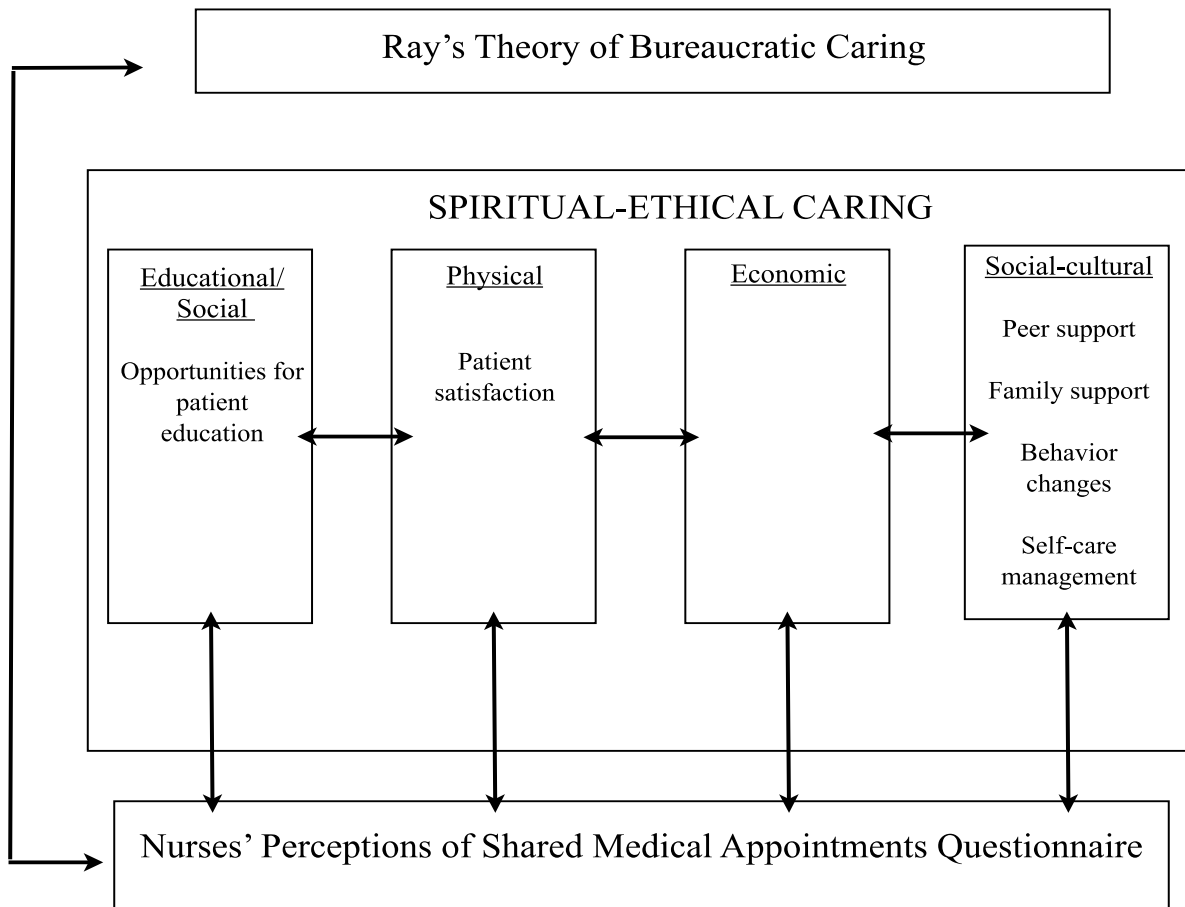 Ray’s Theory of Bureaucratic Caring
SPIRITUAL-ETHICAL CARING
Educational/
Social
Opportunities for
patient
education
Physical
Patient
satisfaction
Economic
Social-cultural
Peer support
Family support
Behavior
changes
Self-care
management
Nurses’ Perceptions of Shared Medical Appointments Questionnaire